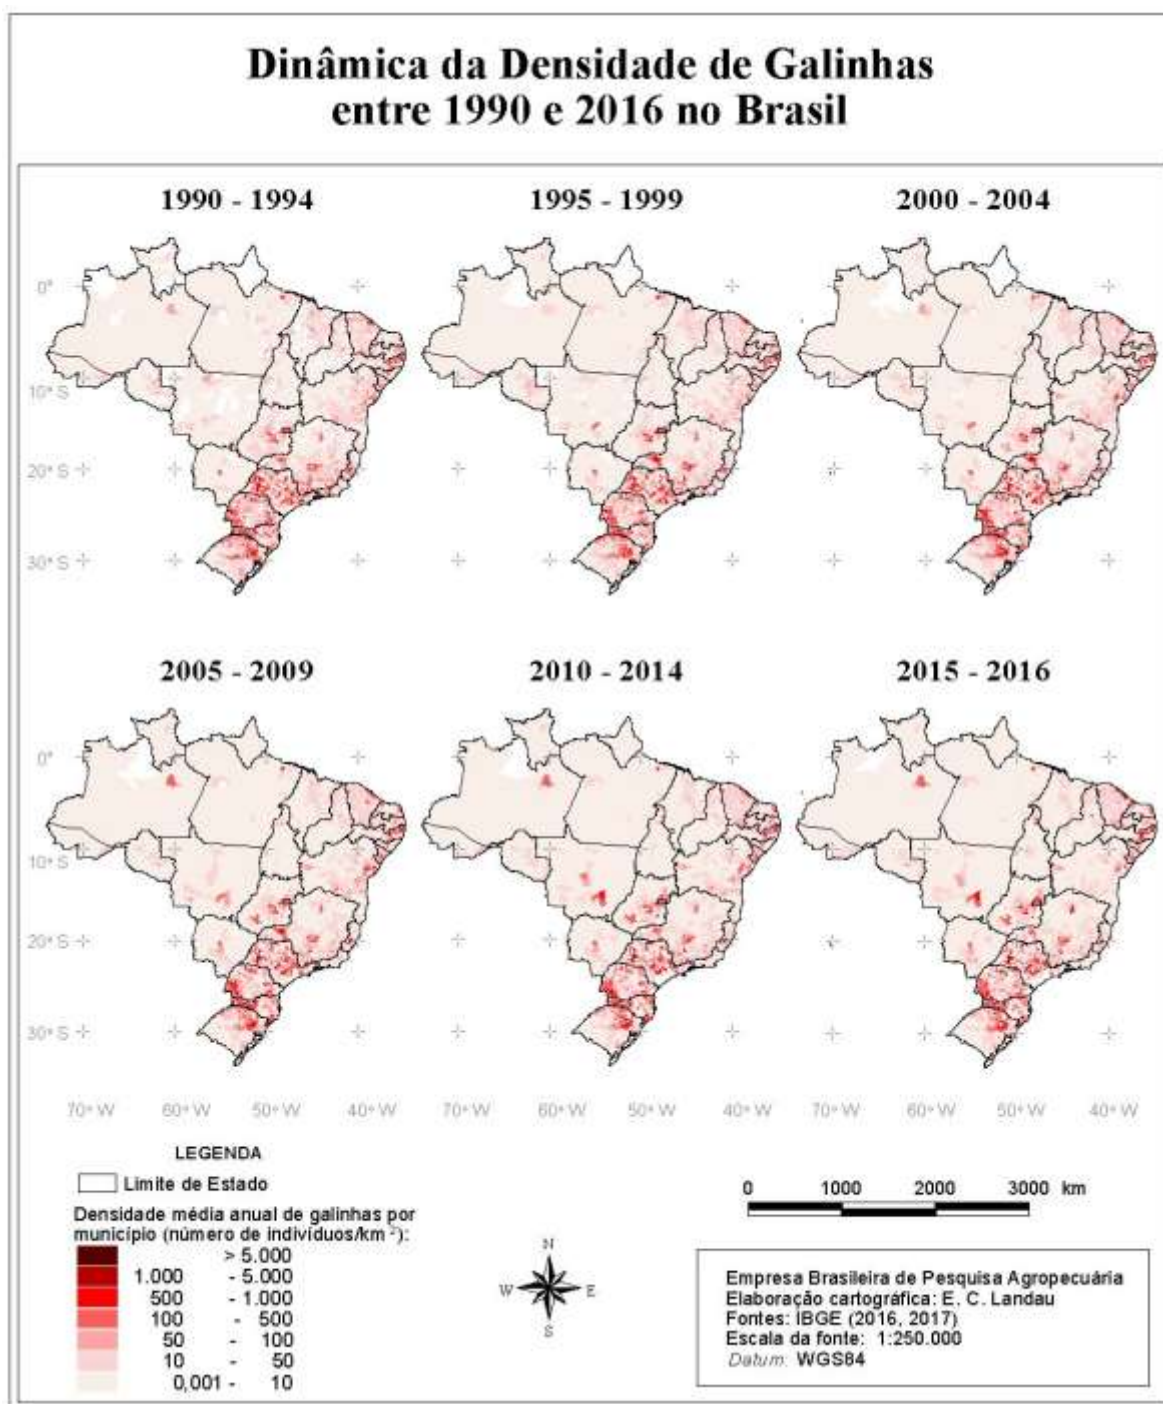 Dinâmica da Densidade de Galinhas
entre 1990 e 2016 no Brasil
1990 - 1994
1995 - 1999
2000 - 2004
0°
10° S
20° S
30° S
2005 - 2009
2010 - 2014
2015 - 2016
0°
10° S
20° S
30° S
70° W 60° W 50° W 40° W 60° W 50° W 40° W 70° W 60° W 50° W 40° W
LEGENDA
Limite de Estado
Densidade média anual de galinhas por
município (número de indivíduos/km ²):
> 5.000
1.000 - 5.000
500 - 1.000
100 - 500
50 - 100
10 - 50
0,001 - 10
N
W E
S
0 1000 2000 3000 km
Empresa Brasileira de Pesquisa Agropecuária
Elaboração cartográfica: E. C. Landau
Fontes: IBGE (2016, 2017)
Escala da fonte: 1:250.000
Datum: WGS84